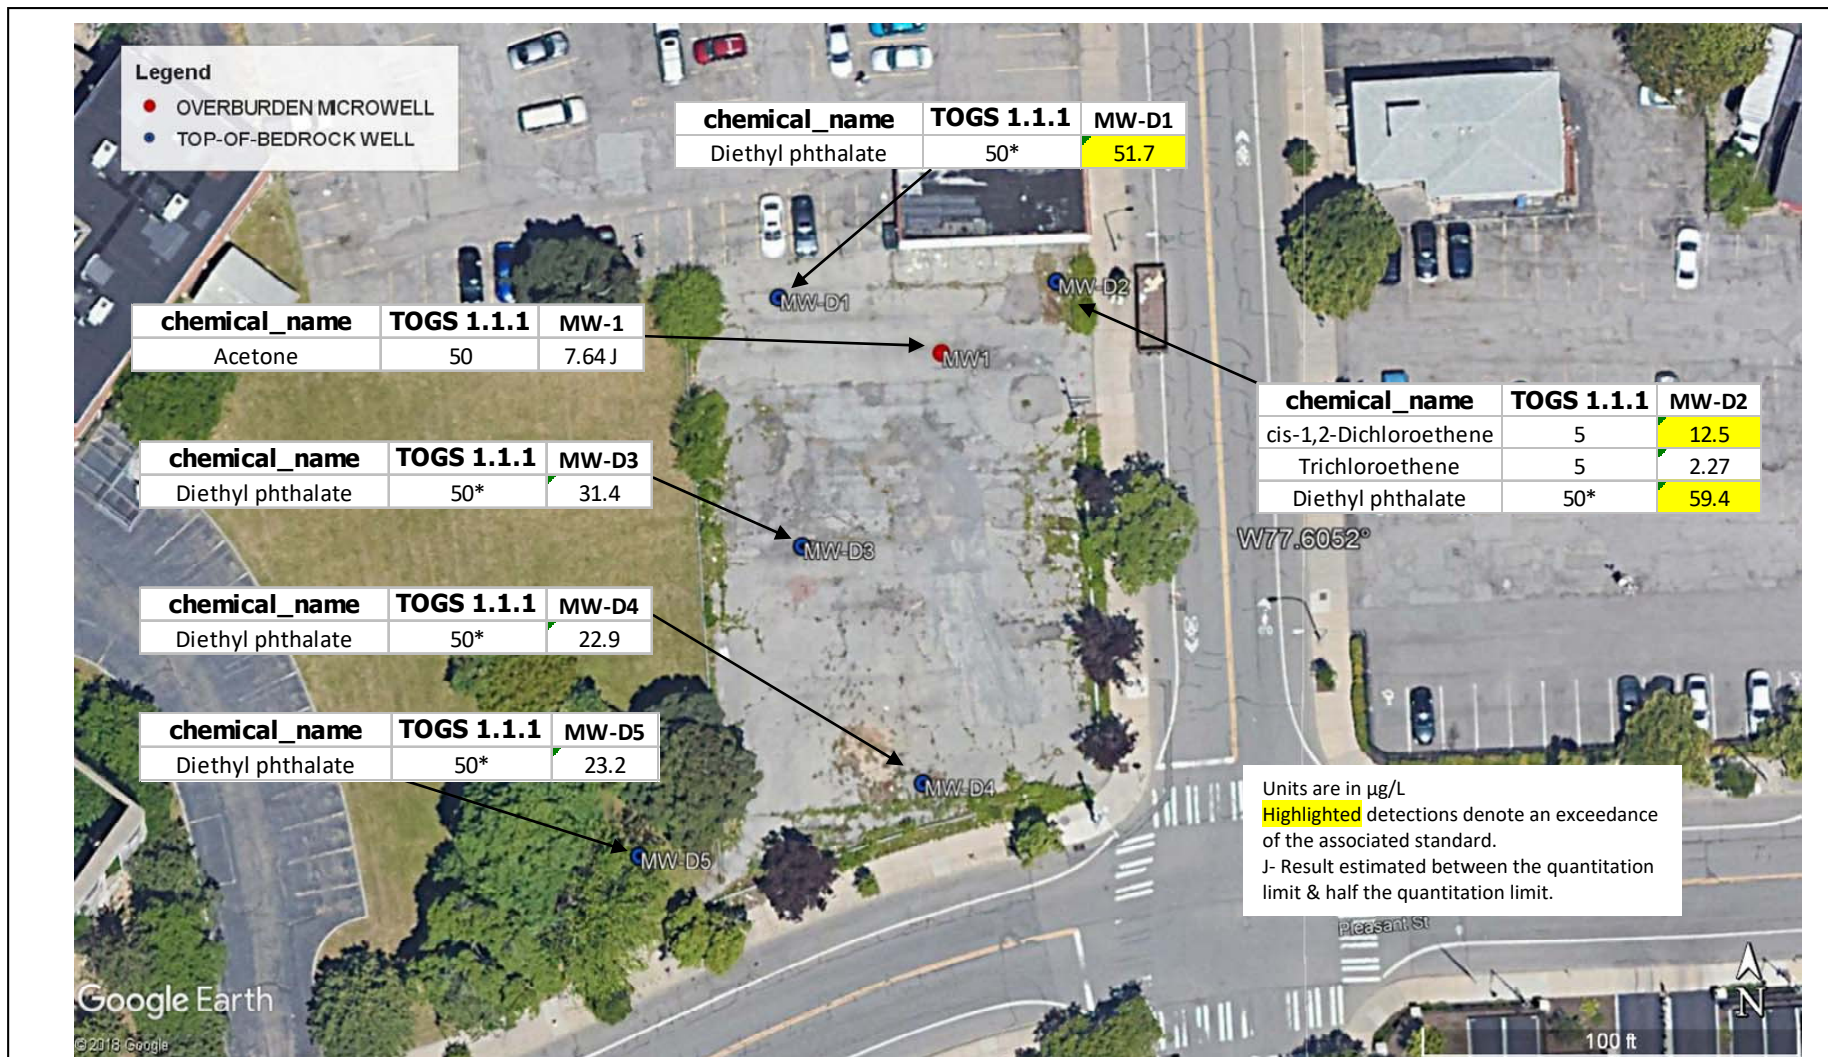 Legend
OVERBURDEN MICROWELL
TOP-OF-BEDROCK WELL
chemical_name TOGS 1.1.1 MW-D1
Diethyl phthalate 50* 51.7
MW-D1
MW-D2
chemical_name TOGS 1.1.1 MW-1
Acetone 50 7.64 J
MW1
chemical_name TOGS 1.1.1 MW-D2
cis-1,2-Dichloroethene 5 12.5
Trichloroethene 5 2.27
Diethyl phthalate 50* 59.4
chemical_name TOGS 1.1.1 MW-D3
Diethyl phthalate 50* 31.4
MW-D3
W77.6052°
chemical_name TOGS 1.1.1 MW-D4
Diethyl phthalate 50* 22.9
chemical_name TOGS 1.1.1 MW-D5
Diethyl phthalate 50* 23.2
MW-D4
MW-D5
Units are in µg/L
Highlighted detections denote an exceedance
of the associated standard.
J- Result estimated between the quantitation
limit & half the quantitation limit.
Pleasant St
Google Earth
©2018 Google
N
100 ft